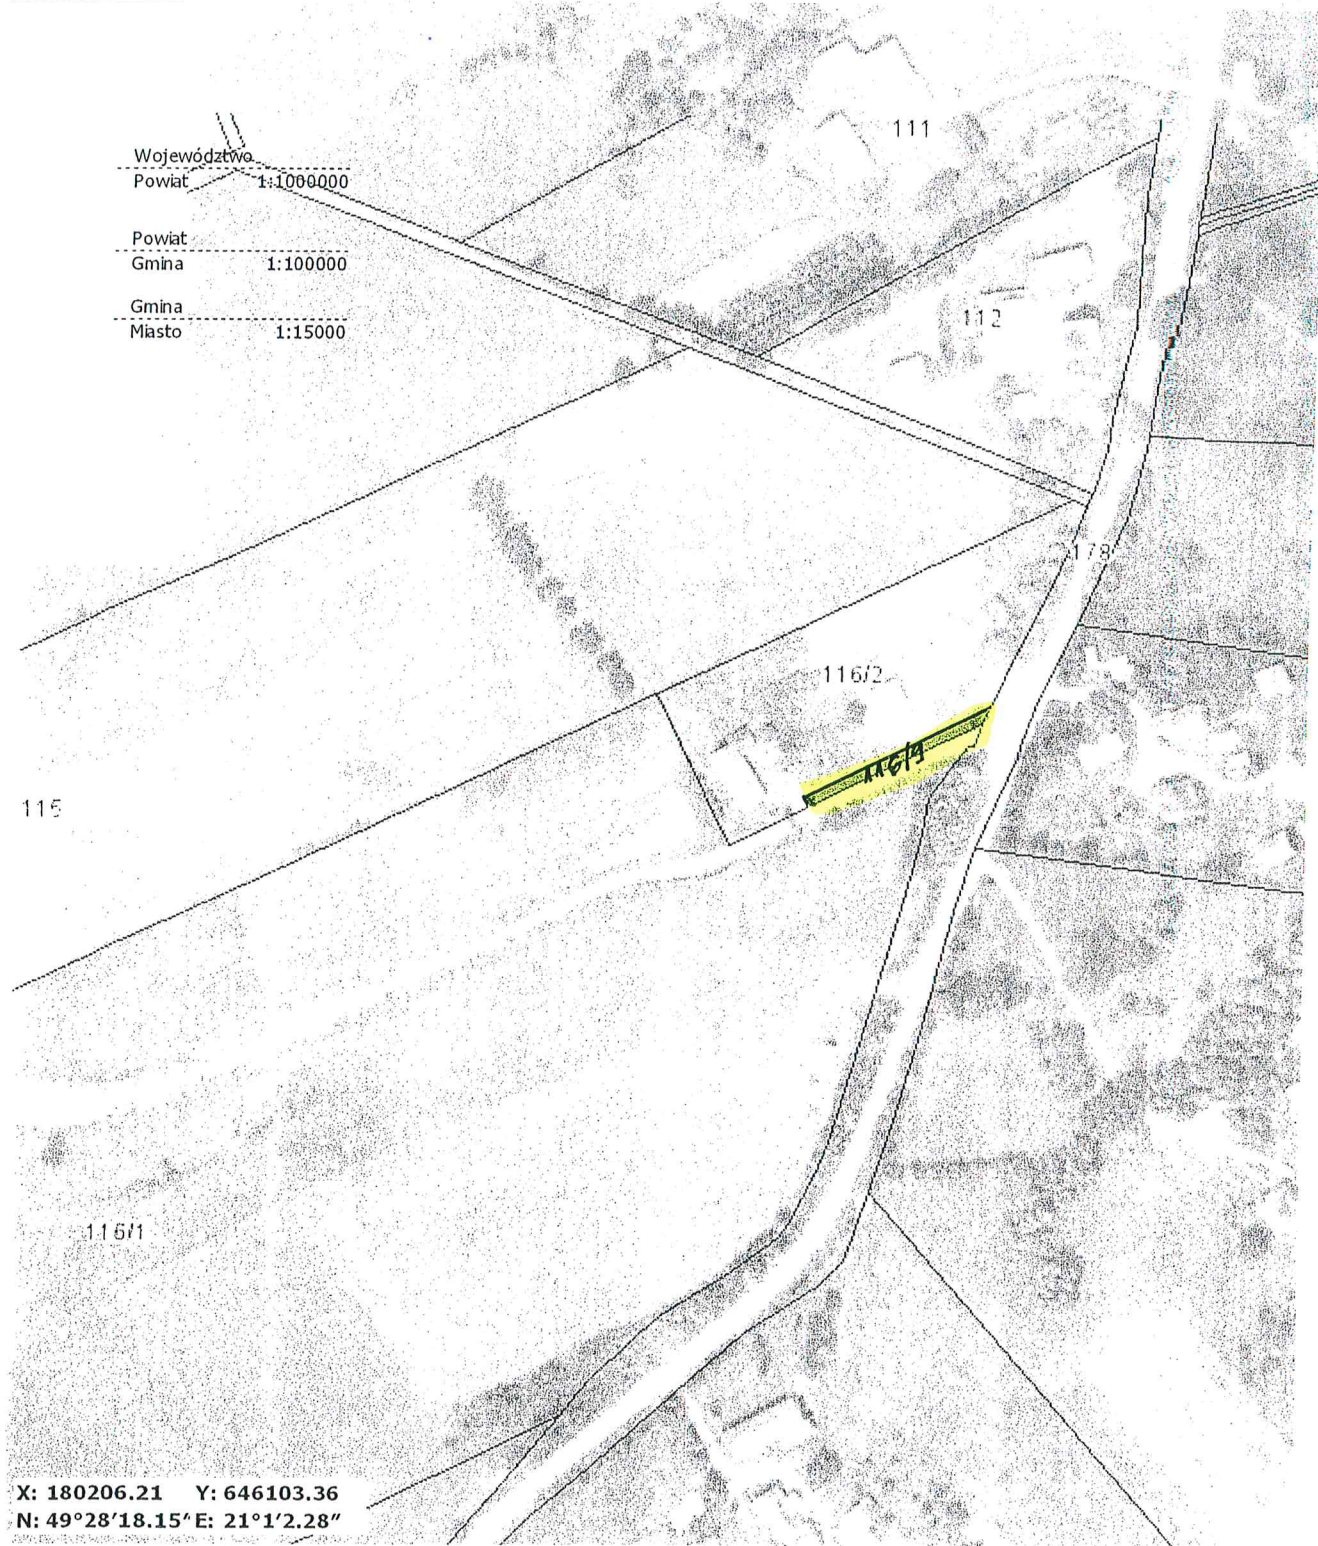 Województwo
Powiat 1:1000000
Powiat
Gmina 1:100000
Gmina
Miasto 1:15000
111
112
178
116/2
116/9
115
116/1
X: 180206.21 Y: 646103.36
N: 49°28'18.15" E: 21°1'2.28"